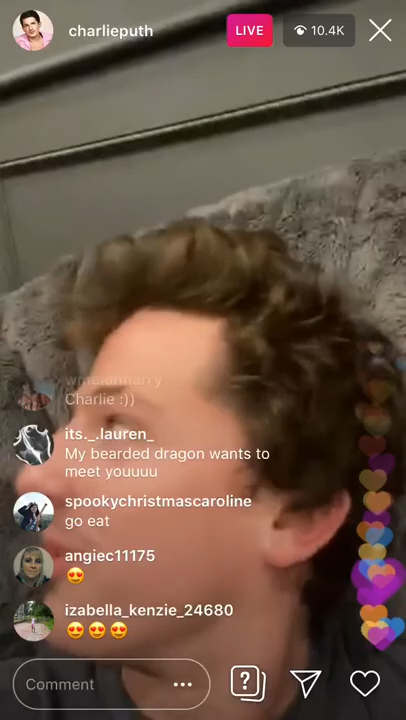 charlieputh
LIVE
10.4K
wmelonharry
Charlie :))
its._.lauren_
My bearded dragon wants to
meet youuuu
spookychristmascaroline
go eat
angiec11175
😍
izabella_kenzie_24680
😍😍😍
Comment